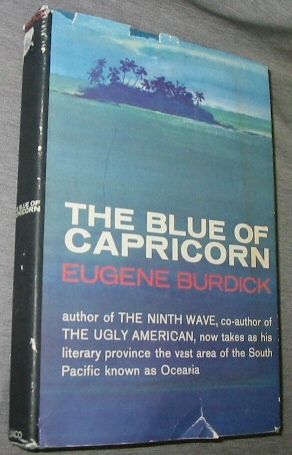 THE BLUE OF
CAPRICORN
EUGENE BURDICK
author of THE NINTH WAVE, co-author of
THE UGLY AMERICAN, now takes as his
literary province the vast area of the South
Pacific known as Oceania
THE BLUE OF
CAPRICORN